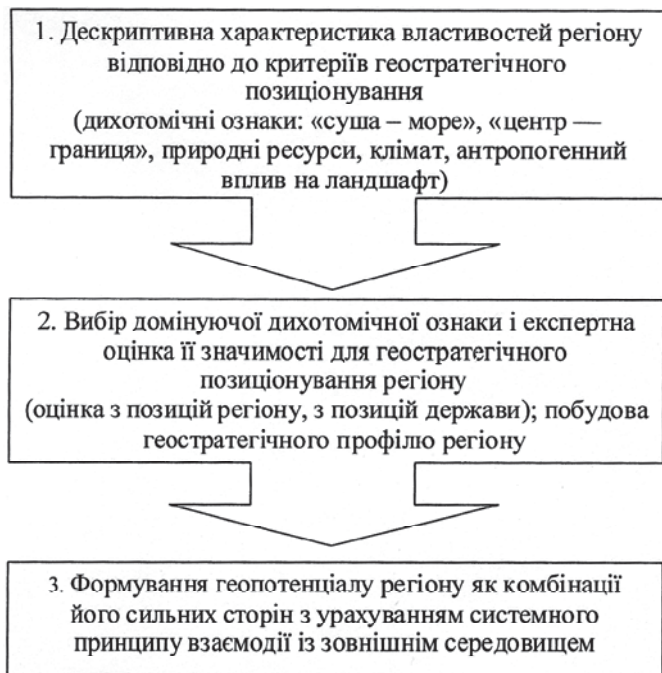 1. Дескриптивна характеристика властивостей регіону
відповідно до критеріїв геостратегічного
позиціонування
(дихотомічні ознаки: «суша – море», «центр —
границя», природні ресурси, клімат, антропогенний
вплив на ландшафт)
2. Вибір домінуючої дихотомічної ознаки і експертна
оцінка її значимості для геостратегічного
позиціонування регіону
(оцінка з позицій регіону, з позицій держави); побудова
геостратегічного профілю регіону
3. Формування геопотенціалу регіону як комбінації
його сильних сторін з урахуванням системного
принципу взаємодії із зовнішнім середовищем